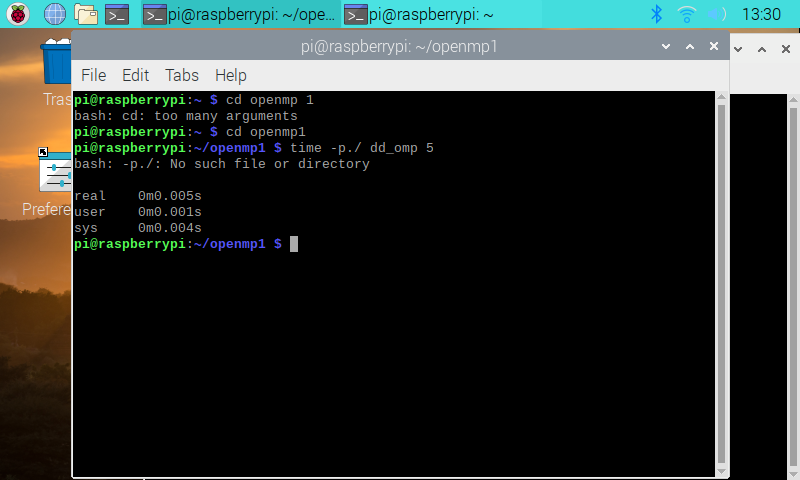 pi@raspberrypi: ~/ope... pi@raspberrypi: ~ 13:30
pi@raspberrypi: ~/openmp1
File Edit Tabs Help
Tras
Prefere
pi@raspberrypi:~ $ cd openmp 1
bash: cd: too many arguments
pi@raspberrypi:~ $ cd openmp1
pi@raspberrypi:~/openmp1 $ time -p./ dd_omp 5
bash: -p./: No such file or directory
real 0m0.005s
user 0m0.001s
sys 0m0.004s
pi@raspberrypi:~/openmp1 $